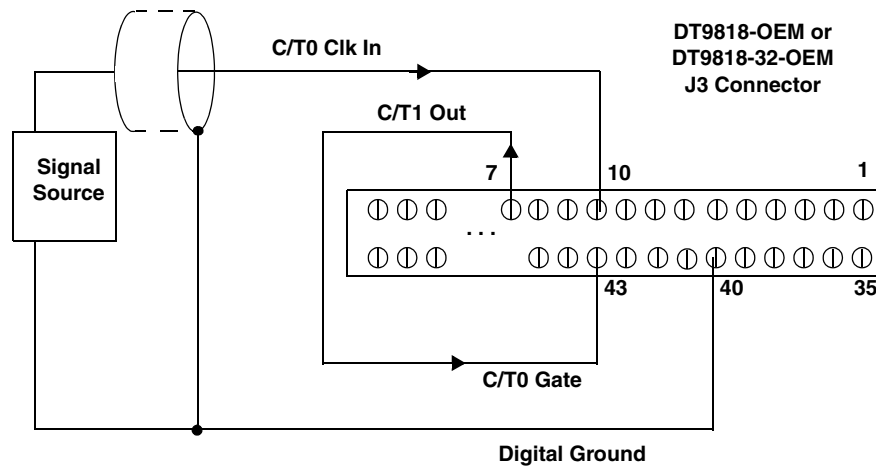 DT9818-OEM or
DT9818-32-OEM
J3 Connector
C/T0 Clk In
C/T1 Out
Signal
Source
7
10
1
. . .
43
40
35
C/T0 Gate
Digital Ground